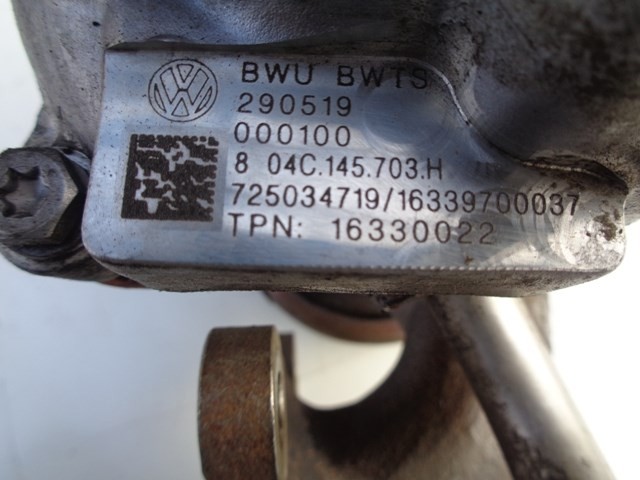 BWU BWTS
290519
000100
8 04C.145.703.H
725034719/16339700037
TPN: 16330022